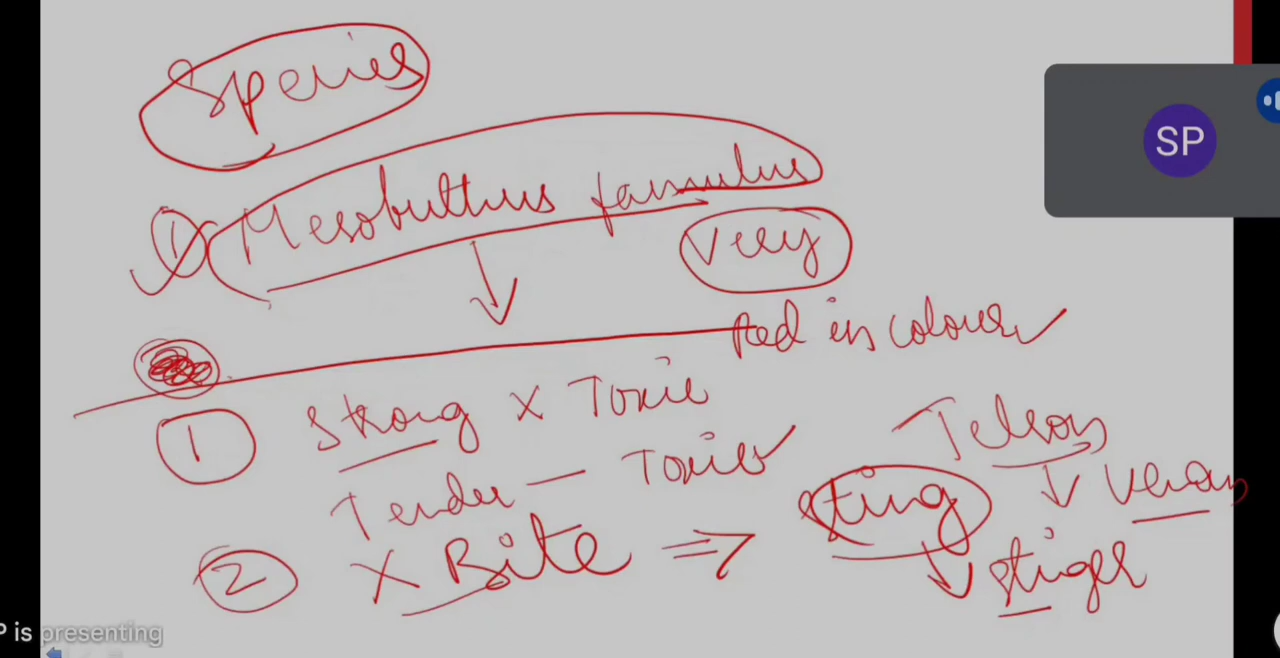 Species
① Mesobuthus famulus
Very
Red in colour
① Strong X Toxic
Tender — Toxic
Telson
↓ Venom
② X Bite ⇒ sting
↓ stinger
SP
P is presenting